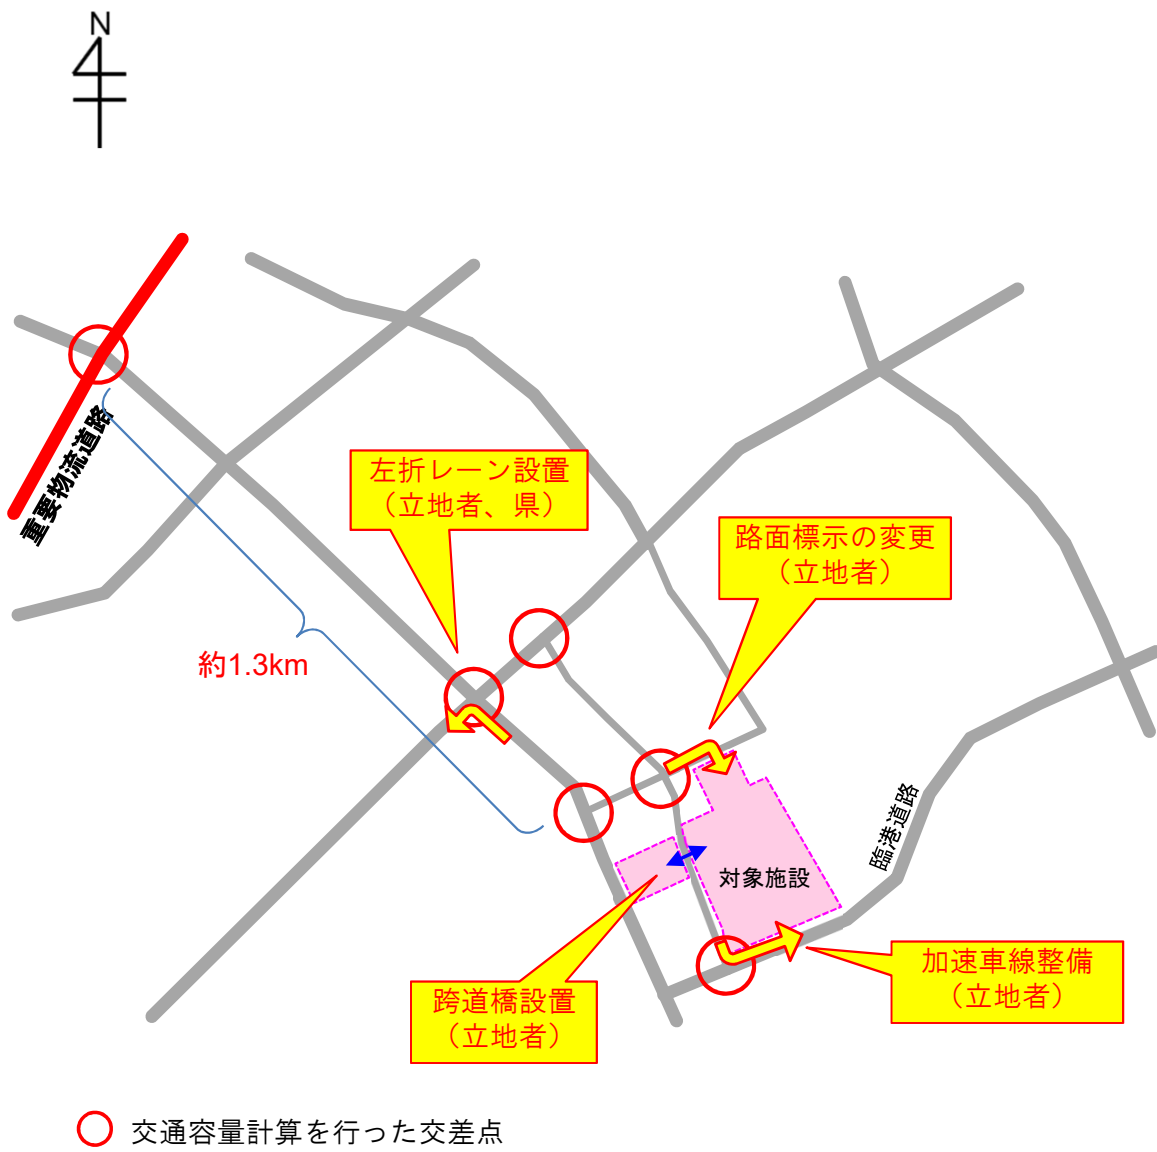 N
重要物流道路
左折レーン設置
（立地者、県）
路面標示の変更
（立地者）
約1.3km
臨港道路
対象施設
加速車線整備
（立地者）
跨道橋設置
（立地者）
交通容量計算を行った交差点